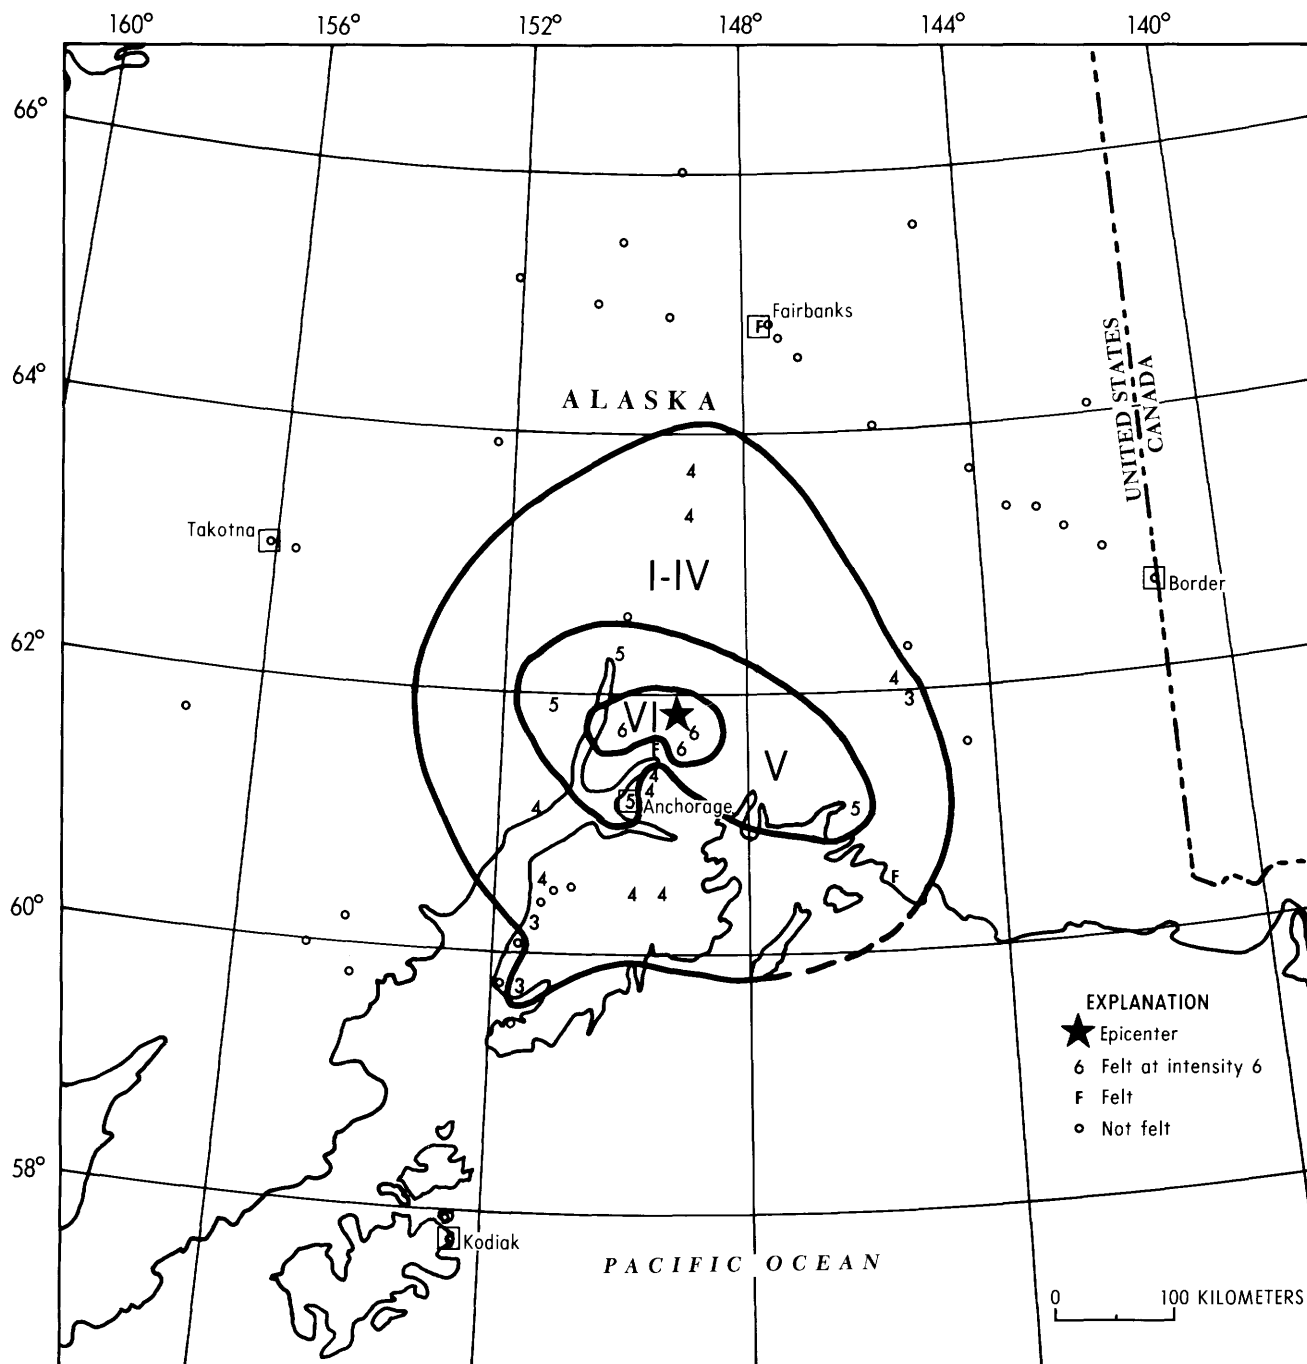 160° 156° 152° 148° 144° 140°
66°
F Fairbanks
64°
UNITED STATES
CANADA
ALASKA
4
Takotna
4
I-IV
Border
62°
5
4
3
5
VI
6 6
6
F
V
4
4
5 Anchorage
4
5
4
F
4 4
60°
3
3
EXPLANATION
Epicenter
6 Felt at intensity 6
F Felt
Not felt
58°
Kodiak
PACIFIC OCEAN
0 100 KILOMETERS